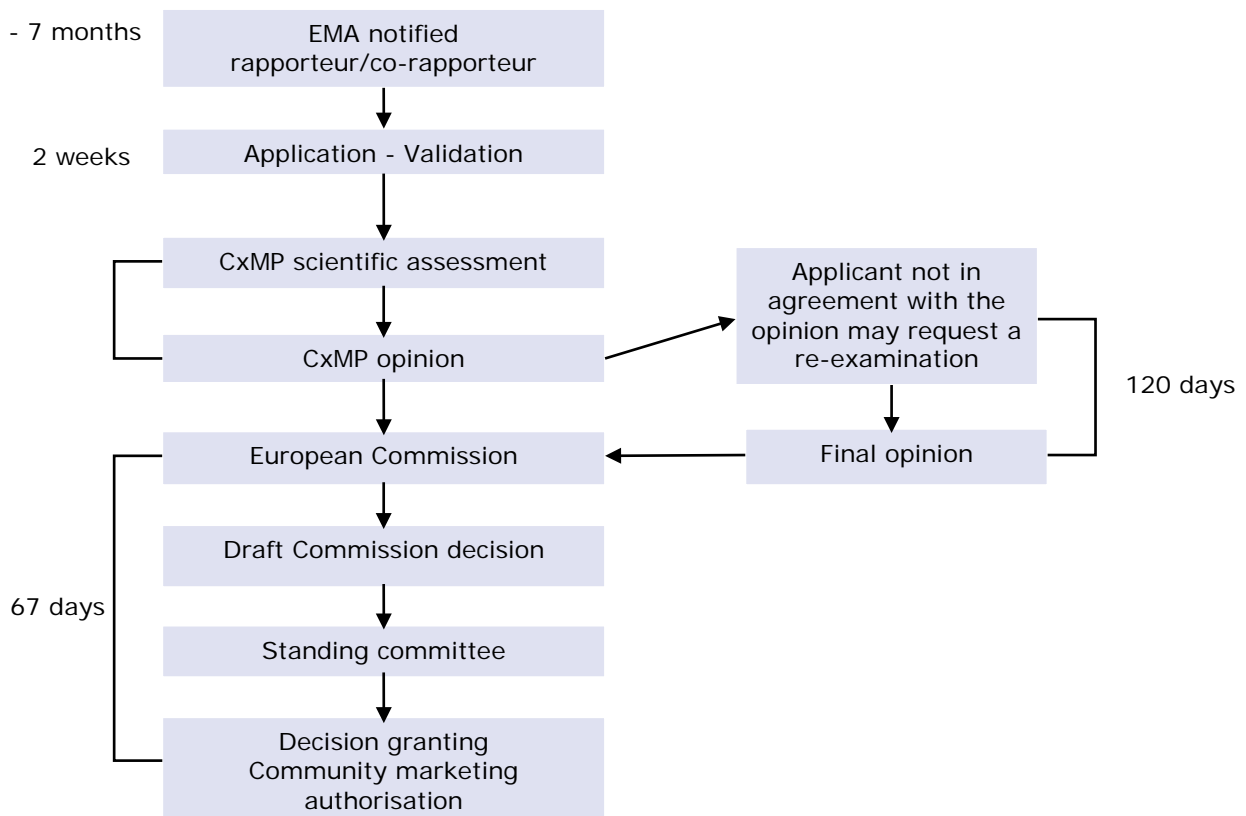 - 7 months
EMA notified
rapporteur/co-rapporteur
2 weeks
Application - Validation
CxMP scientific assessment
CxMP opinion
Applicant not in
agreement with the
opinion may request a
re-examination
120 days
Final opinion
European Commission
Draft Commission decision
67 days
Standing committee
Decision granting
Community marketing
authorisation